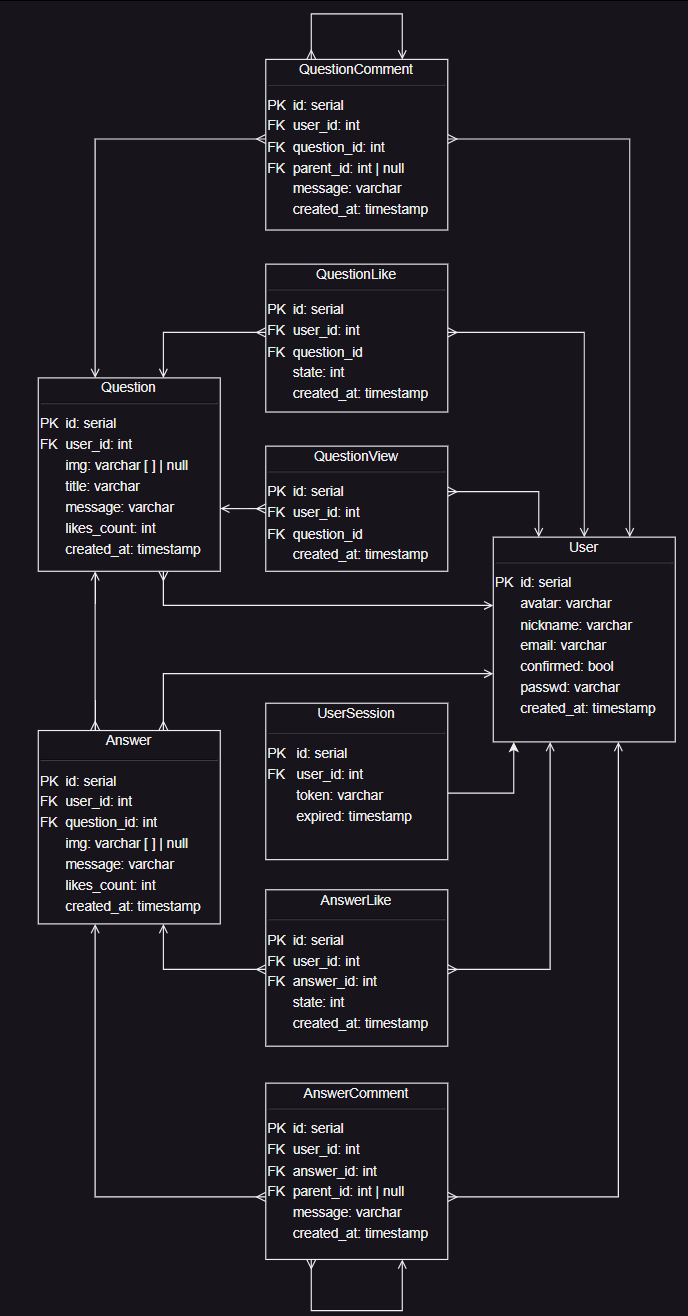 QuestionComment
PK id: serial
FK user_id: int
FK question_id: int
FK parent_id: int | null
message: varchar
created_at: timestamp
QuestionLike
PK id: serial
FK user_id: int
FK question_id
state: int
created_at: timestamp
Question
PK id: serial
FK user_id: int
img: varchar [ ] | null
title: varchar
message: varchar
likes_count: int
created_at: timestamp
QuestionView
PK id: serial
FK user_id: int
FK question_id
created_at: timestamp
User
PK id: serial
avatar: varchar
nickname: varchar
email: varchar
confirmed: bool
passwd: varchar
created_at: timestamp
UserSession
PK id: serial
FK user_id: int
token: varchar
expired: timestamp
Answer
PK id: serial
FK user_id: int
FK question_id: int
img: varchar [ ] | null
message: varchar
likes_count: int
created_at: timestamp
AnswerLike
PK id: serial
FK user_id: int
FK answer_id: int
state: int
created_at: timestamp
AnswerComment
PK id: serial
FK user_id: int
FK answer_id: int
FK parent_id: int | null
message: varchar
created_at: timestamp